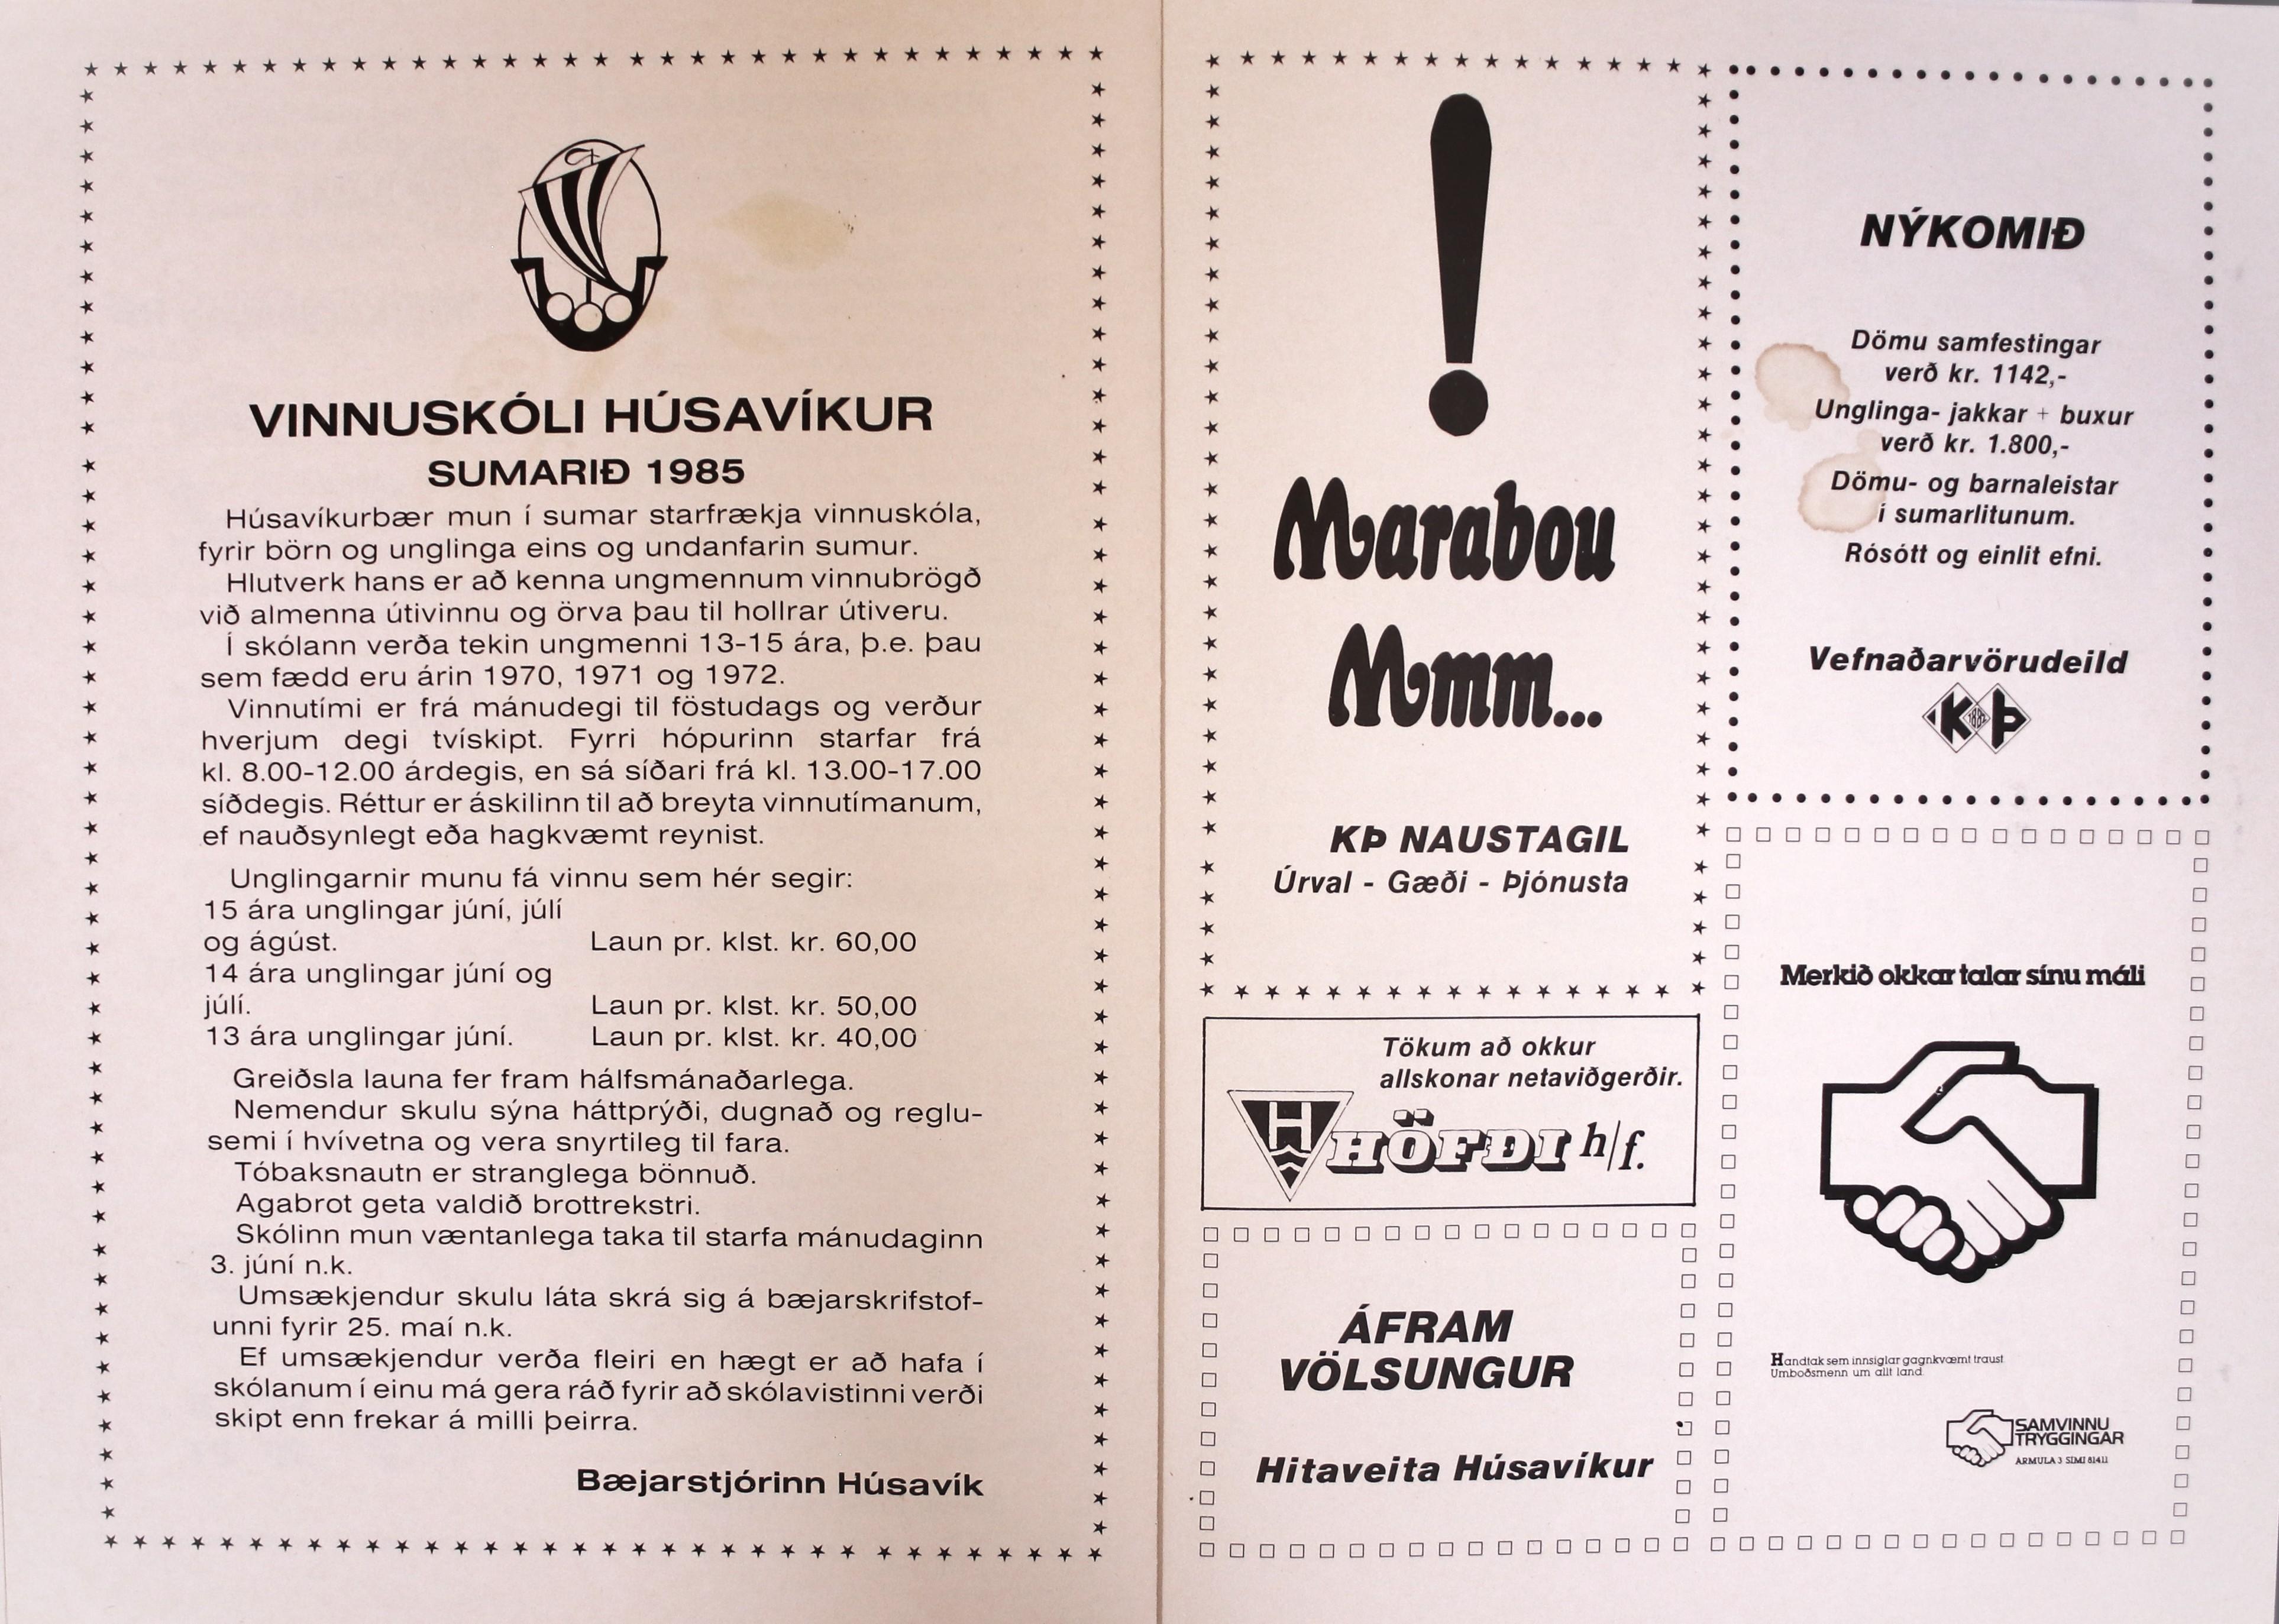 VINNUSKÓLI HÚSAVÍKUR
SUMARIÐ 1985
Húsavíkurbær mun í sumar starfrækja vinnuskóla,
fyrir börn og unglinga eins og undanfarin sumur.
Hlutverk hans er að kenna ungmennum vinnubrögð
við almenna útivinnu og örva þau til hollrar útiveru.
Í skólann verða tekin ungmenni 13-15 ára, þ.e. þau
sem fædd eru árin 1970, 1971 og 1972.
Vinnutími er frá mánudegi til föstudags og verður
hverjum degi tvískipt. Fyrri hópurinn starfar frá
kl. 8.00-12.00 árdegis, en sá síðari frá kl. 13.00-17.00
síðdegis. Réttur er áskilinn til að breyta vinnutímanum,
ef nauðsynlegt eða hagkvæmt reynist.
Unglingarnir munu fá vinnu sem hér segir:
15 ára unglingar júní, júlí
og ágúst. Laun pr. klst. kr. 60,00
14 ára unglingar júní og
júlí. Laun pr. klst. kr. 50,00
13 ára unglingar júní. Laun pr. klst. kr. 40,00
Greiðsla launa fer fram hálfsmánaðarlega.
Nemendur skulu sýna háttprýði, dugnað og reglu-
semi í hvívetna og vera snyrtileg til fara.
Tóbaksnautn er stranglega bönnuð.
Agabrot geta valdið brottrekstri.
Skólinn mun væntanlega taka til starfa mánudaginn
3. júní n.k.
Umsækjendur skulu láta skrá sig á bæjarskrifstof-
unni fyrir 25. maí n.k.
Ef umsækjendur verða fleiri en hægt er að hafa í
skólanum í einu má gera ráð fyrir að skólavistinni verði
skipt enn frekar á milli þeirra.
Bæjarstjórinn Húsavík
!
Marabou
Mmm...
KÞ NAUSTAGIL
Úrval - Gæði - Þjónusta
Tökum að okkur
allskonar netaviðgerðir.
H HÖFÐI h/f.
ÁFRAM
VÖLSUNGUR
Hitaveita Húsavíkur
NÝKOMIÐ
Dömu samfestingar
verð kr. 1142,-
Unglinga- jakkar + buxur
verð kr. 1.800,-
Dömu- og barnaleistar
í sumarlitunum.
Rósótt og einlit efni.
Vefnaðarvörudeild
K 1882 Þ
Merkið okkar talar sínu máli
Handtak sem innsiglar gagnkvæmt traust
Umboðsmenn um allt land
SAMVINNU
TRYGGINGAR
ÁRMÚLA 3 SÍMI 81411